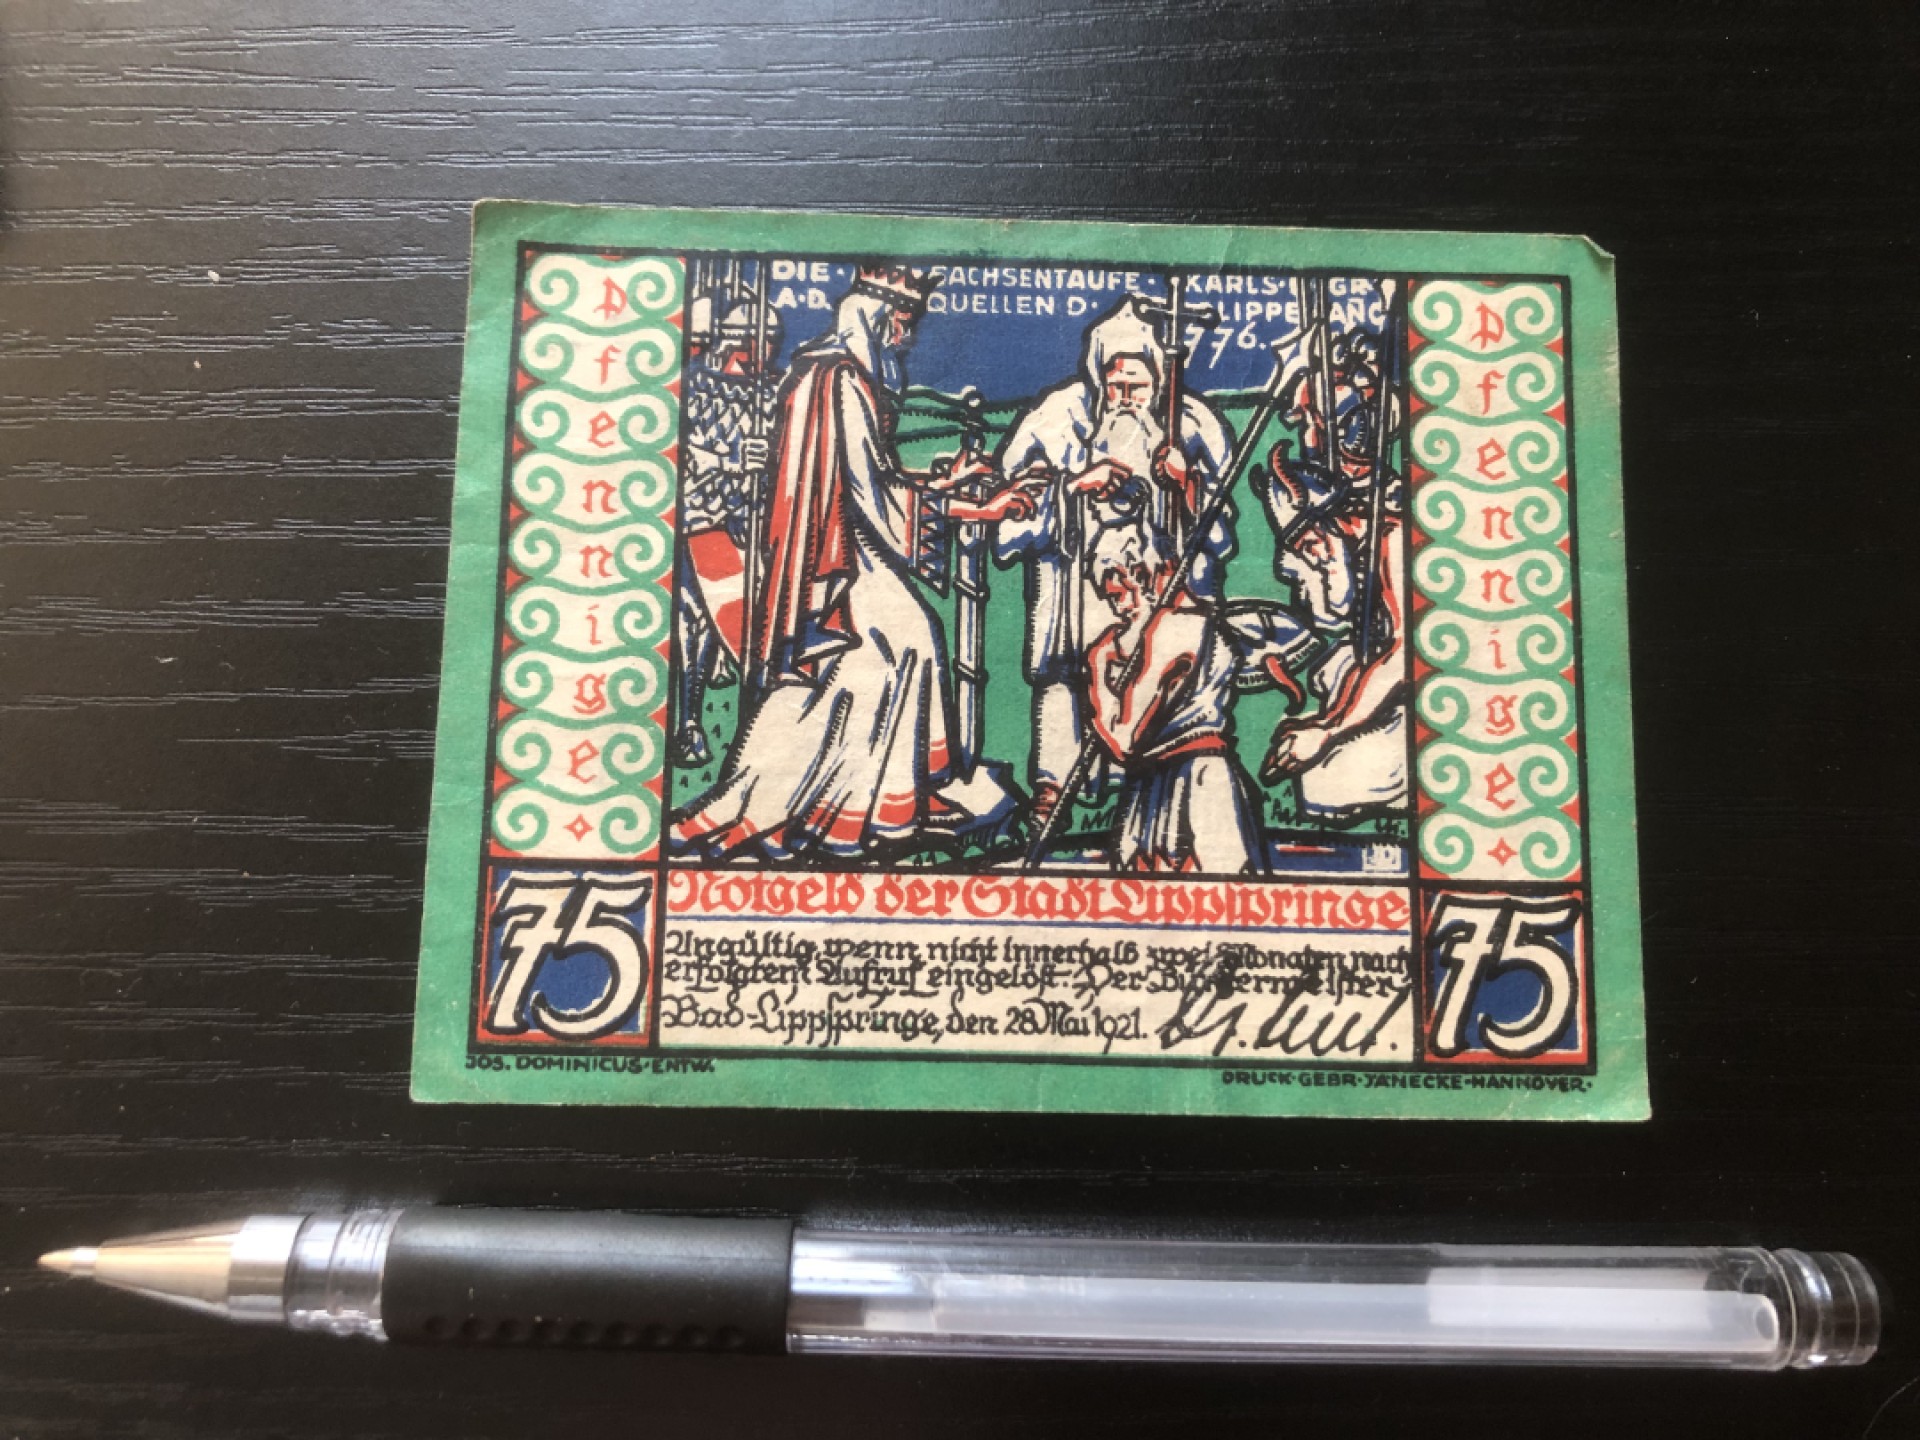 DIE · SACHSENTAUFE · KARLS · D · GR ·
A · D · QUELLEN D · LIPPE ANG
776.
Pfennige
Pfennige
Notgeld der Stadt Lippspringe
75
75
Ungültig, wenn nicht innerhalb zwei Monaten nach
erfolgtem Aufruf eingelöst. Der Bürgermeister
Bad-Lippspringe, den 28 Mai 1921.
JOS. DOMINICUS · ENTW.
DRUCK · GEBR · JÄNECKE · HANNOVER ·